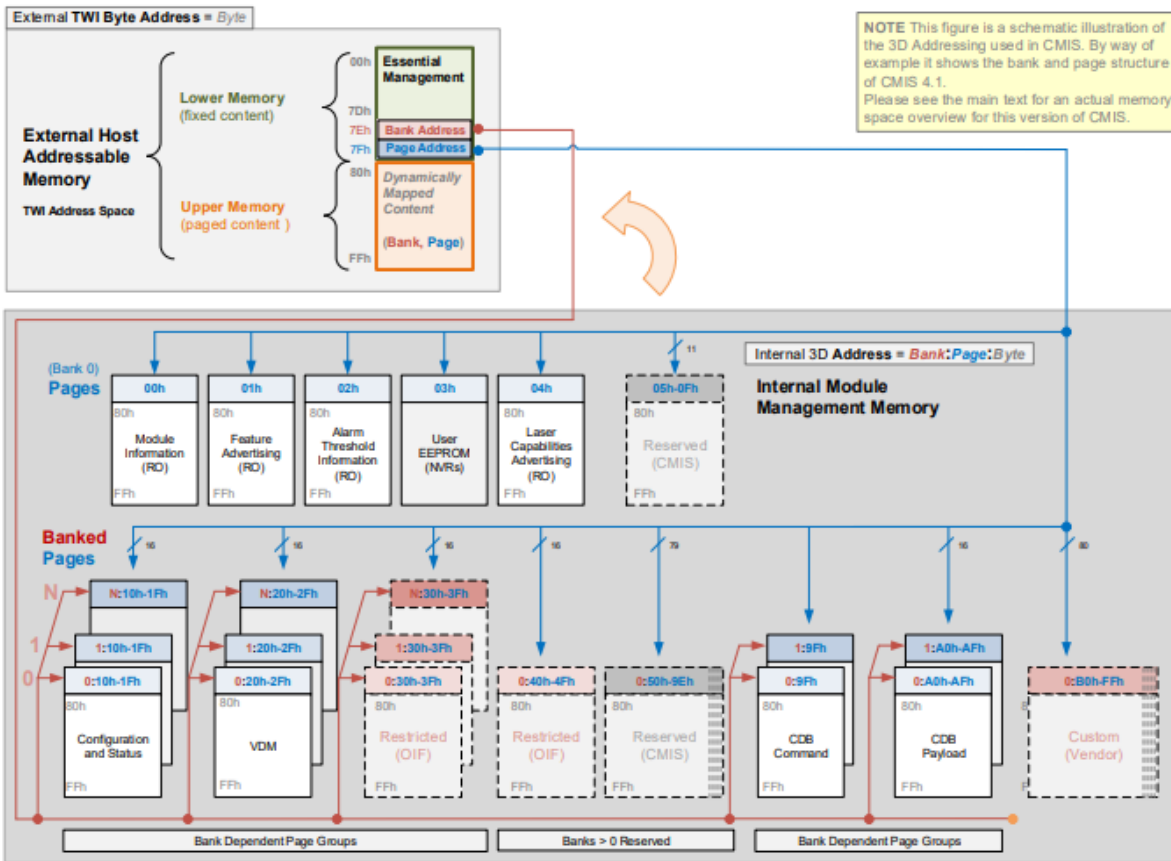 External TWI Byte Address = Byte
NOTE This figure is a schematic illustration of
the 3D Addressing used in CMIS. By way of
example it shows the bank and page structure
of CMIS 4.1.
Please see the main text for an actual memory
space overview for this version of CMIS.
External Host
Addressable
Memory
TWI Address Space
Lower Memory
(fixed content)
Upper Memory
(paged content )
00h
7Dh
7Eh
7Fh
80h
FFh
Essential
Management
Bank Address
Page Address
Dynamically
Mapped
Content
(Bank, Page)
Internal 3D Address = Bank:Page:Byte
Internal Module
Management Memory
(Bank 0)
Pages
11
00h
80h
Module
Information
(RO)
FFh
01h
80h
Feature
Advertising
(RO)
FFh
02h
80h
Alarm
Threshold
Information
(RO)
FFh
03h
User
EEPROM
(NVRs)
04h
80h
Laser
Capabilities
Advertising
(RO)
FFh
05h-0Fh
80h
Reserved
(CMIS)
FFh
Banked
Pages
16
16
16
16
79
16
80
N
1
0
N:10h-1Fh
1:10h-1Fh
0:10h-1Fh
80h
Configuration
and Status
FFh
N:20h-2Fh
1:20h-2Fh
0:20h-2Fh
80h
VDM
FFh
N:30h-3Fh
1:30h-3Fh
0:30h-3Fh
80h
Restricted
(OIF)
FFh
0:40h-4Fh
80h
Restricted
(OIF)
FFh
0:50h-9Eh
80h
Reserved
(CMIS)
FFh
1:9Fh
0:9Fh
80h
CDB
Command
FFh
1:A0h-AFh
0:A0h-AFh
80h
CDB
Payload
FFh
0:B0h-FFh
Custom
(Vendor)
Bank Dependent Page Groups
Banks > 0 Reserved
Bank Dependent Page Groups